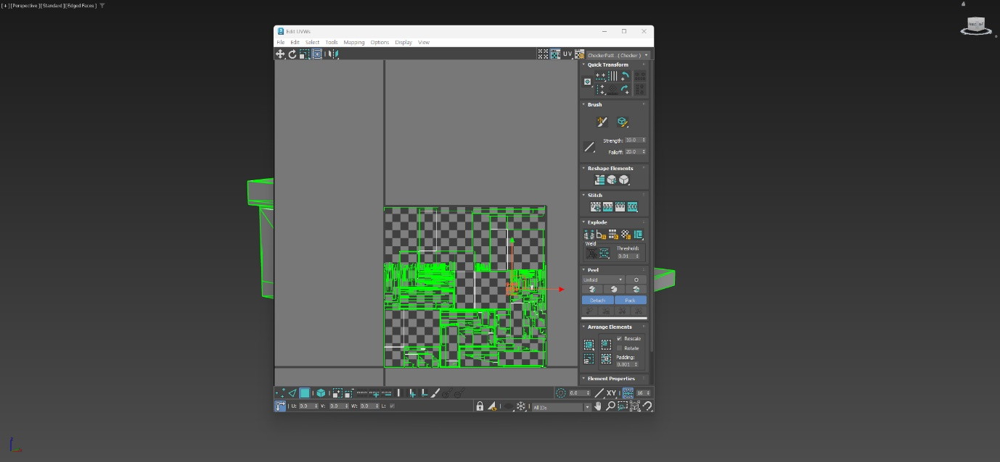 [+] [Perspective] [Standard] [Edged Faces]
Edit UVWs
File Edit Select Tools Mapping Options Display View
UV CheckerPatt ..( Checker )
Quick Transform
Brush
Strength: 10.0
Falloff: 20.0
Reshape Elements
Stitch
Explode
Weld
Threshold:
0.01
Peel
Unfold
Detach Pack
Arrange Elements
Rescale
Rotate
Padding:
0.001
Element Properties
0.0 XY 16
U: 0.0 V: 0.0 W: 0.0 L:
All IDs